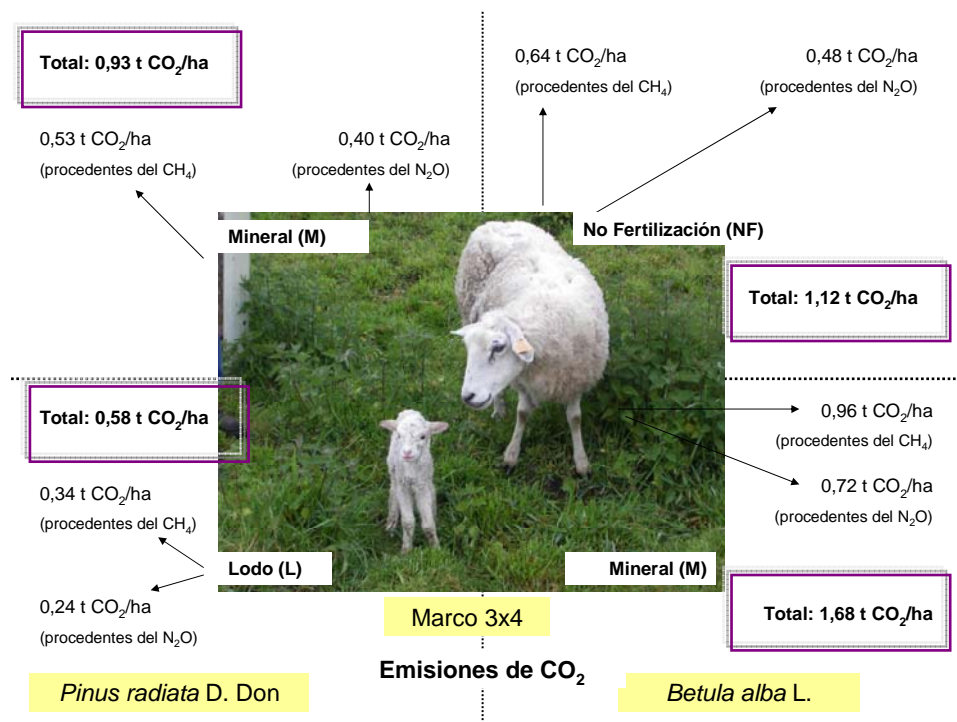 Total: 0,93 t CO₂/ha
0,53 t CO₂/ha
(procedentes del CH₄)
0,40 t CO₂/ha
(procedentes del N₂O)
Mineral (M)
0,64 t CO₂/ha
(procedentes del CH₄)
0,48 t CO₂/ha
(procedentes del N₂O)
No Fertilización (NF)
Total: 1,12 t CO₂/ha
Total: 0,58 t CO₂/ha
0,34 t CO₂/ha
(procedentes del CH₄)
Lodo (L)
0,24 t CO₂/ha
(procedentes del N₂O)
0,96 t CO₂/ha
(procedentes del CH₄)
0,72 t CO₂/ha
(procedentes del N₂O)
Mineral (M)
Total: 1,68 t CO₂/ha
Marco 3x4
Emisiones de CO₂
Pinus radiata D. Don
Betula alba L.